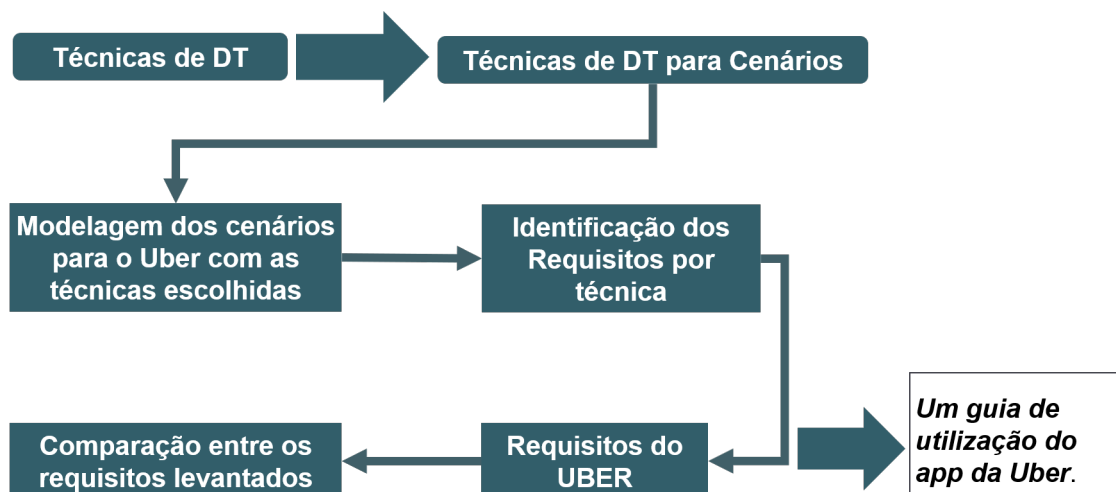 Técnicas de DT
Técnicas de DT para Cenários
Modelagem dos cenários
para o Uber com as
técnicas escolhidas
Identificação dos
Requisitos por
técnica
Comparação entre os
requisitos levantados
Requisitos do
UBER
Um guia de
utilização do
app da Uber.